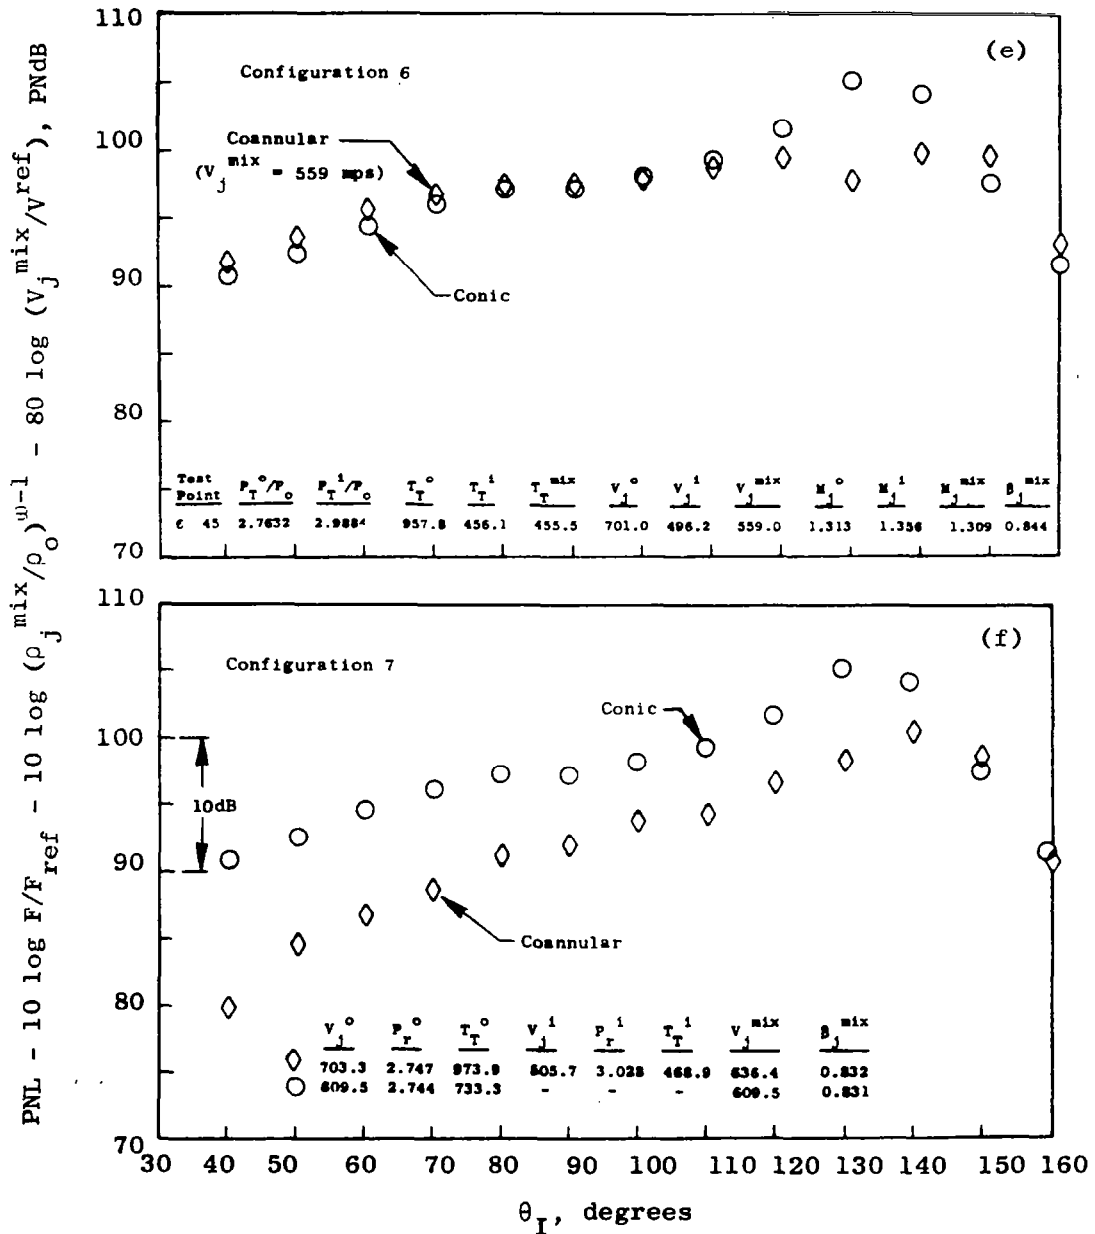 PNL - 10 log F/F_ref - 10 log (ρ_j^mix/ρ_o)^ω-1 - 80 log (V_j^mix/V^ref), PNdB
110
(e)
Configuration 6
100
Coannular
(V_j^mix = 559 mps)
90
Conic
80
Test Point P_T^o/P_o P_T^i/P_o T_T^o T_T^i T_T^mix V_j^o V_j^i V_j^mix M_j^o M_j^i M_j^mix β_j^mix
45 2.7632 2.9884 957.8 456.1 455.5 701.0 496.2 559.0 1.313 1.356 1.309 0.844
70
110
(f)
Configuration 7
Conic
100
10dB
90
Coannular
80
V_j^o P_r^o T_T^o V_j^i P_r^i T_T^i V_j^mix β_j^mix
703.3 2.747 973.9 505.7 3.028 468.9 636.4 0.832
609.5 2.744 733.3 - - - 609.5 0.831
70
30 40 50 60 70 80 90 100 110 120 130 140 150 160
θ_I, degrees